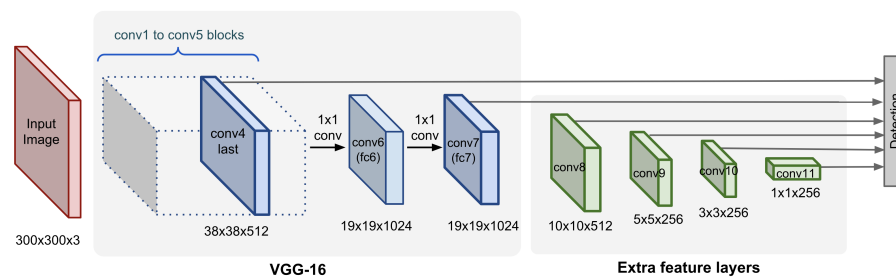 conv1 to conv5 blocks
Input
Image
conv4
last
1x1
conv
conv6
(fc6)
1x1
conv
conv7
(fc7)
conv8
conv9
conv10
conv11
Detection
300x300x3
38x38x512
19x19x1024
19x19x1024
10x10x512
5x5x256
3x3x256
1x1x256
VGG-16
Extra feature layers